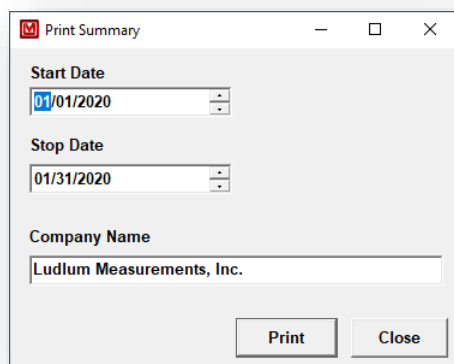 Print Summary
Start Date
01/01/2020
Stop Date
01/31/2020
Company Name
Ludlum Measurements, Inc.
Print Close